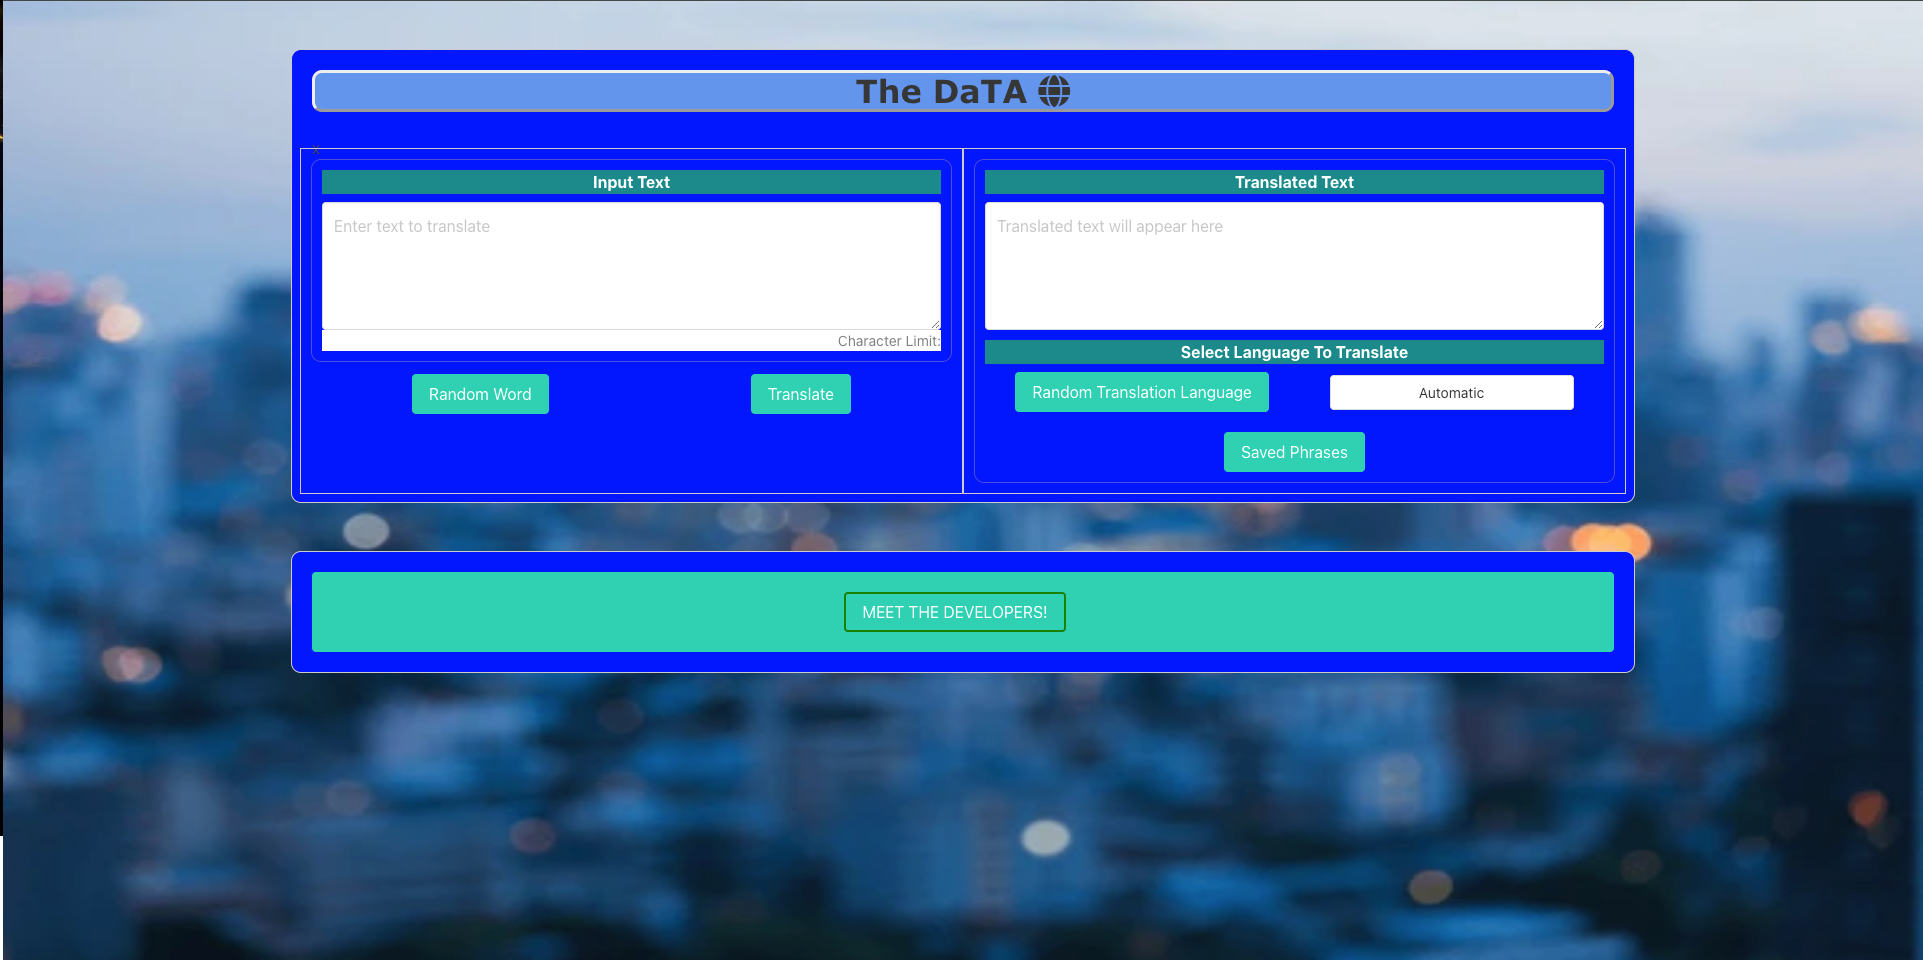 The DaTA
x
Input Text
Enter text to translate
Character Limit:
Random Word
Translate
Translated Text
Translated text will appear here
Select Language To Translate
Random Translation Language
Automatic
Saved Phrases
MEET THE DEVELOPERS!